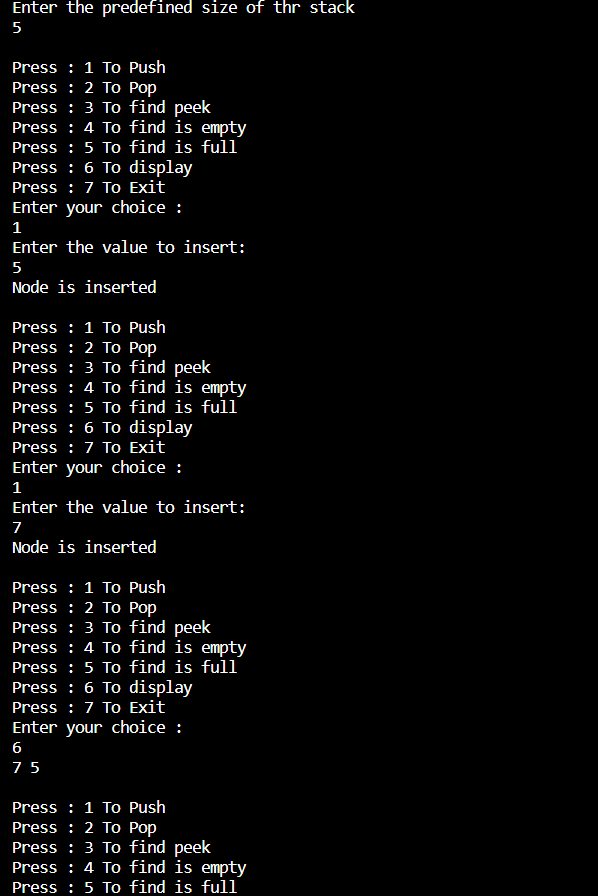 Enter the predefined size of thr stack
5
Press : 1 To Push
Press : 2 To Pop
Press : 3 To find peek
Press : 4 To find is empty
Press : 5 To find is full
Press : 6 To display
Press : 7 To Exit
Enter your choice :
1
Enter the value to insert:
5
Node is inserted
Press : 1 To Push
Press : 2 To Pop
Press : 3 To find peek
Press : 4 To find is empty
Press : 5 To find is full
Press : 6 To display
Press : 7 To Exit
Enter your choice :
1
Enter the value to insert:
7
Node is inserted
Press : 1 To Push
Press : 2 To Pop
Press : 3 To find peek
Press : 4 To find is empty
Press : 5 To find is full
Press : 6 To display
Press : 7 To Exit
Enter your choice :
6
7 5
Press : 1 To Push
Press : 2 To Pop
Press : 3 To find peek
Press : 4 To find is empty
Press : 5 To find is full